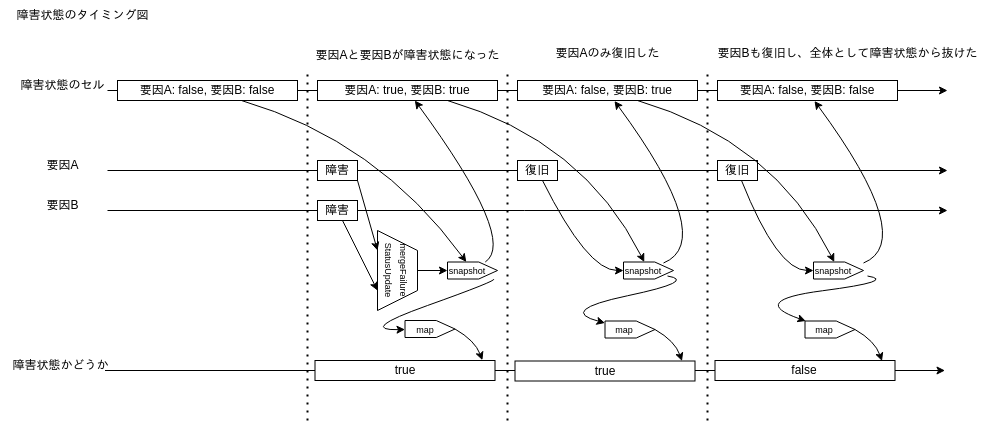 障害状態のタイミング図
要因Aと要因Bが障害状態になった
要因Aのみ復旧した
要因Bも復旧し、全体として障害状態から抜けた
障害状態のセル
要因A: false, 要因B: false
要因A: true, 要因B: true
要因A: false, 要因B: true
要因A: false, 要因B: false
要因A
障害
復旧
復旧
要因B
障害
mergeFailure
StatusUpdate
snapshot
snapshot
snapshot
map
map
map
障害状態かどうか
true
true
false